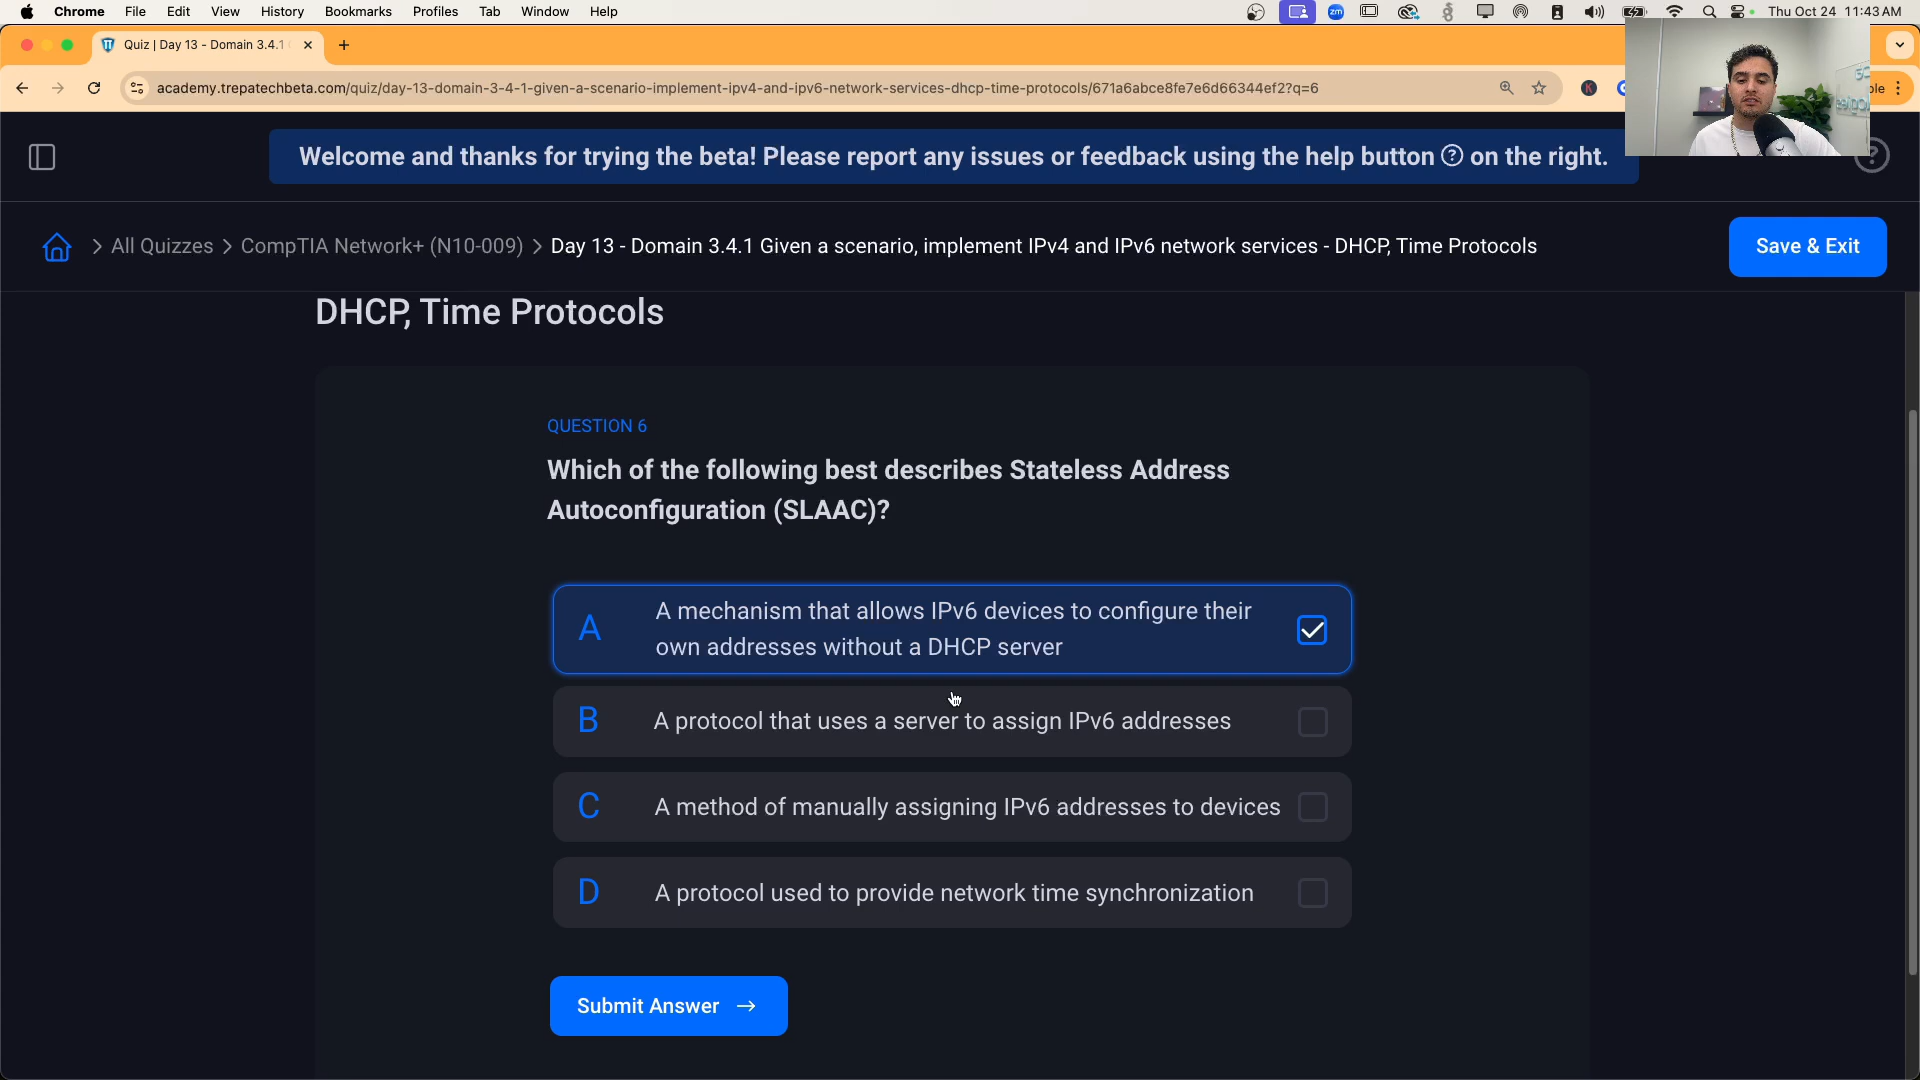 Chrome File Edit View History Bookmarks Profiles Tab Window Help
zm
Thu Oct 24 11:43 AM
Quiz | Day 13 - Domain 3.4.1
academy.trepatechbeta.com/quiz/day-13-domain-3-4-1-given-a-scenario-implement-ipv4-and-ipv6-network-services-dhcp-time-protocols/671a6abce8fe7e6d66344ef2?q=6
K
Welcome and thanks for trying the beta! Please report any issues or feedback using the help button ? on the right.
?
> All Quizzes > CompTIA Network+ (N10-009) > Day 13 - Domain 3.4.1 Given a scenario, implement IPv4 and IPv6 network services - DHCP, Time Protocols
Save & Exit
DHCP, Time Protocols
QUESTION 6
Which of the following best describes Stateless Address
Autoconfiguration (SLAAC)?
A A mechanism that allows IPv6 devices to configure their
own addresses without a DHCP server
B A protocol that uses a server to assign IPv6 addresses
C A method of manually assigning IPv6 addresses to devices
D A protocol used to provide network time synchronization
Submit Answer →